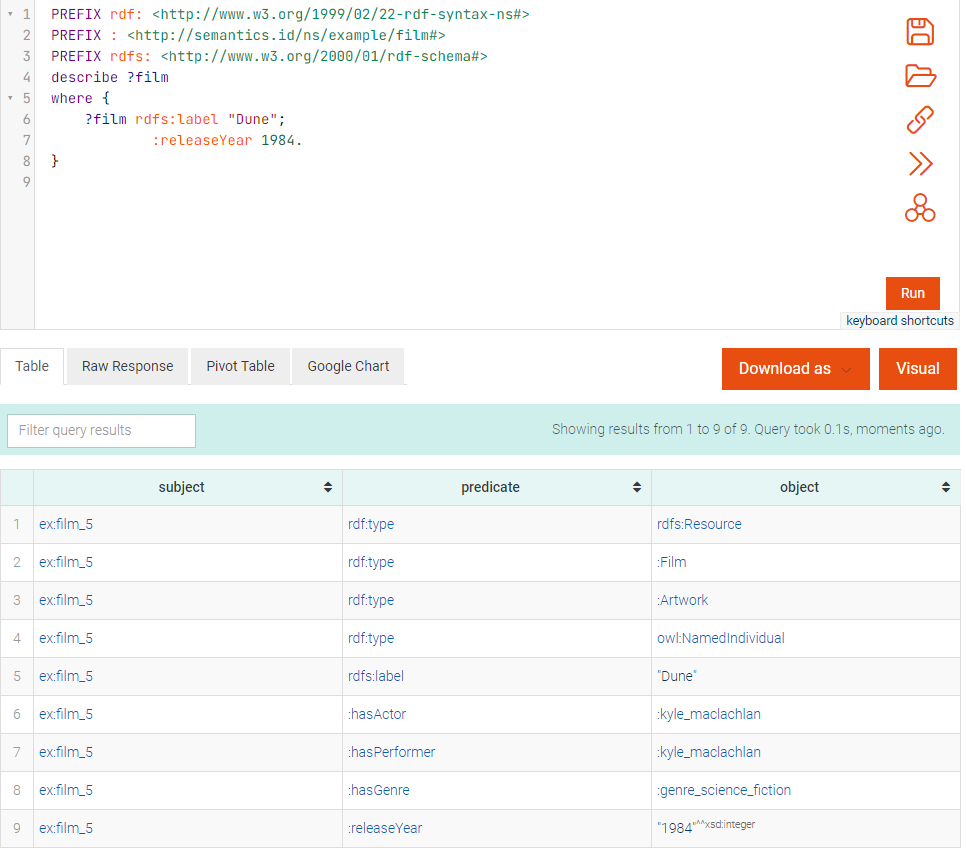 1 PREFIX rdf: <http://www.w3.org/1999/02/22-rdf-syntax-ns#>
2 PREFIX : <http://semantics.id/ns/example/film#>
3 PREFIX rdfs: <http://www.w3.org/2000/01/rdf-schema#>
4 describe ?film
5 where {
6 ?film rdfs:label "Dune";
7 :releaseYear 1984.
8 }
9
Run
keyboard shortcuts
Table Raw Response Pivot Table Google Chart Download as Visual
Filter query results Showing results from 1 to 9 of 9. Query took 0.1s, moments ago.
subject predicate object
1 ex:film_5 rdf:type rdfs:Resource
2 ex:film_5 rdf:type :Film
3 ex:film_5 rdf:type :Artwork
4 ex:film_5 rdf:type owl:NamedIndividual
5 ex:film_5 rdfs:label "Dune"
6 ex:film_5 :hasActor :kyle_maclachlan
7 ex:film_5 :hasPerformer :kyle_maclachlan
8 ex:film_5 :hasGenre :genre_science_fiction
9 ex:film_5 :releaseYear "1984"^^xsd:integer